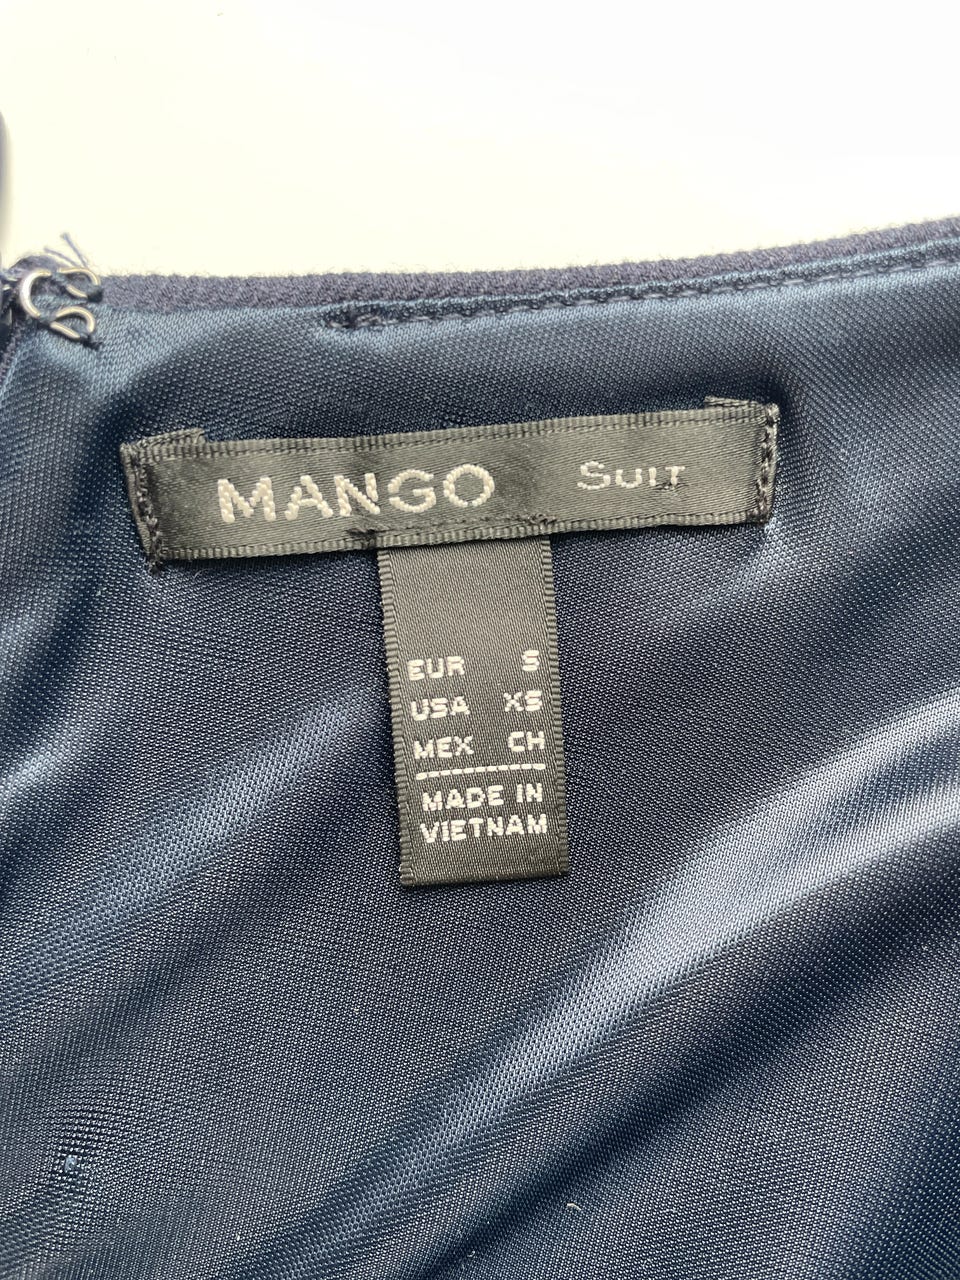 MANGO Suit
EUR S
USA XS
MEX CH
MADE IN
VIETNAM